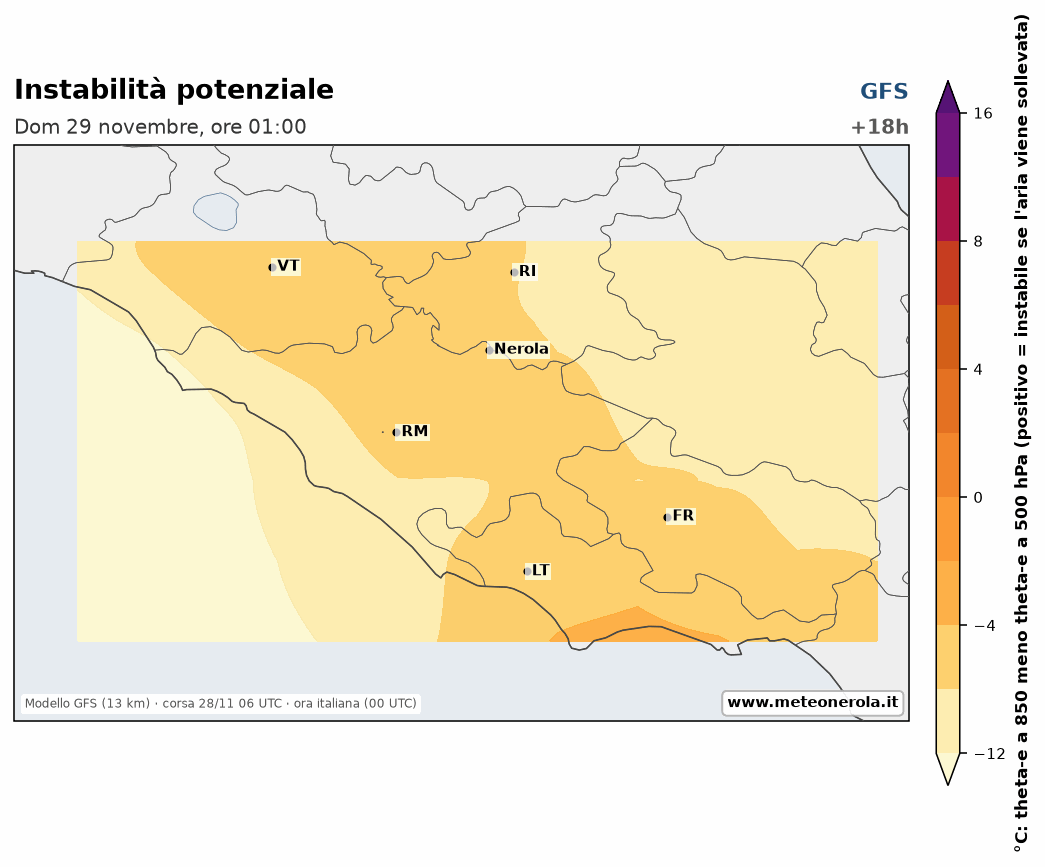 Instabilità potenziale
GFS
Dom 29 novembre, ore 01:00
+18h
VT
RI
Nerola
RM
FR
LT
Modello GFS (13 km) · corsa 28/11 06 UTC · ora italiana (00 UTC)
www.meteonerola.it
16
8
4
0
−4
−12
°C: theta-e a 850 meno theta-e a 500 hPa (positivo = instabile se l'aria viene sollevata)